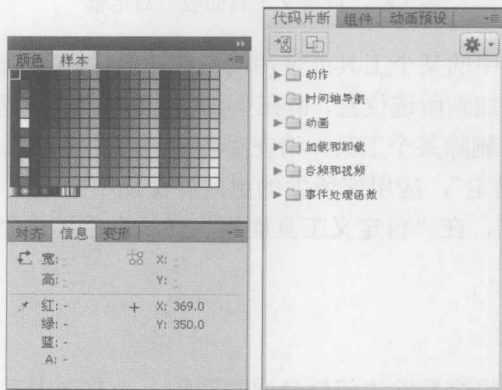 颜色 样本
对齐 信息 变形
宽: -
高: -
X: -
Y: -
红: -
绿: -
蓝: -
A: -
X: 369.0
Y: 350.0
代码片断 组件 动画预设
动作
时间轴导航
动画
加载和卸载
音频和视频
事件处理函数